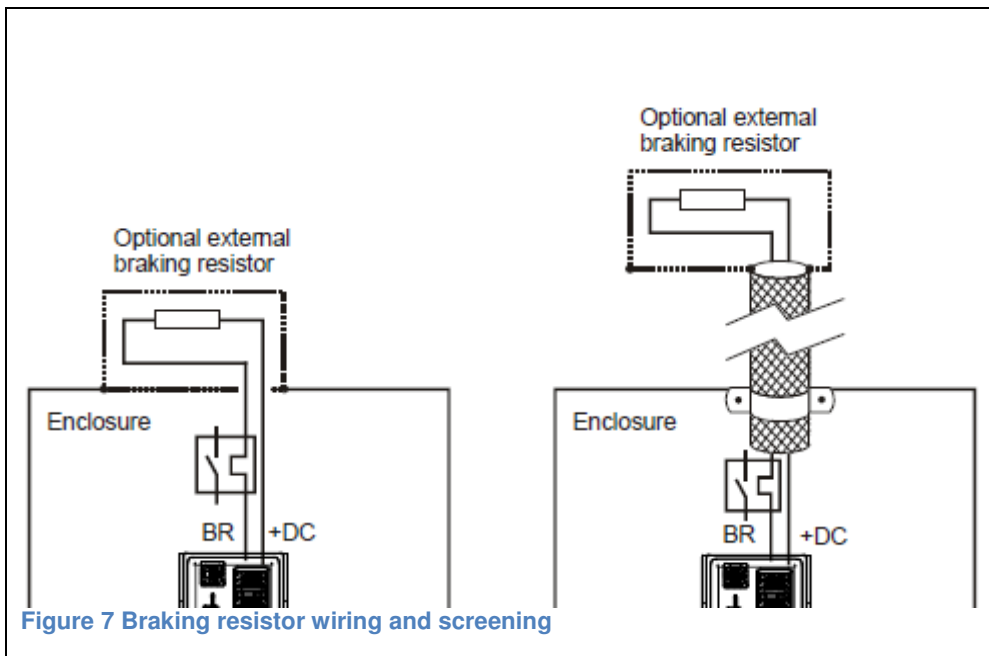 Optional external
braking resistor
Enclosure
BR +DC
Optional external
braking resistor
Enclosure
BR +DC
Figure 7 Braking resistor wiring and screening